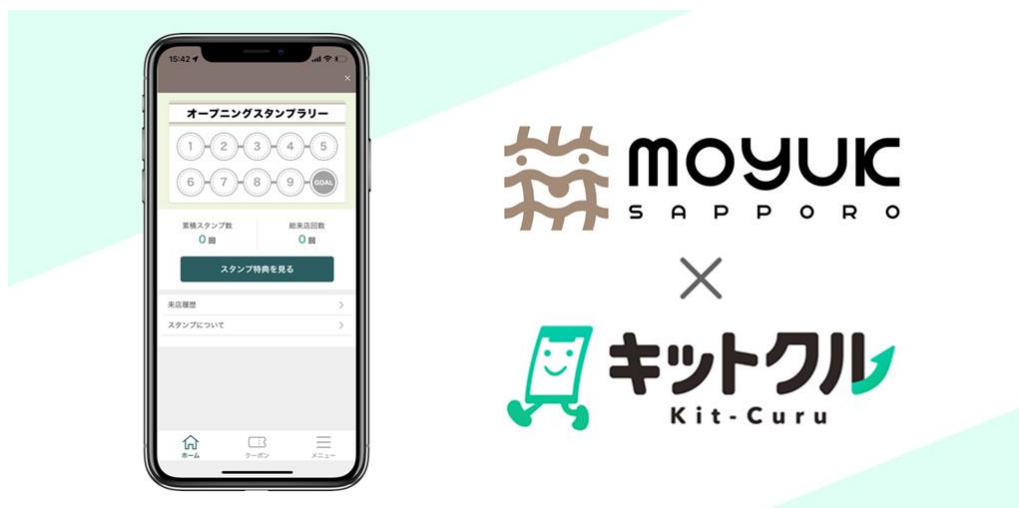 15:42
×
オープニングスタンプラリー
1 2 3 4 5
6 7 8 9 GOAL
累積スタンプ数 総来店回数
0回 0回
スタンプ特典を見る
来店履歴
スタンプについて
ホーム クーポン メニュー
moyuk
SAPPORO
×
キットクル
Kit-Curu